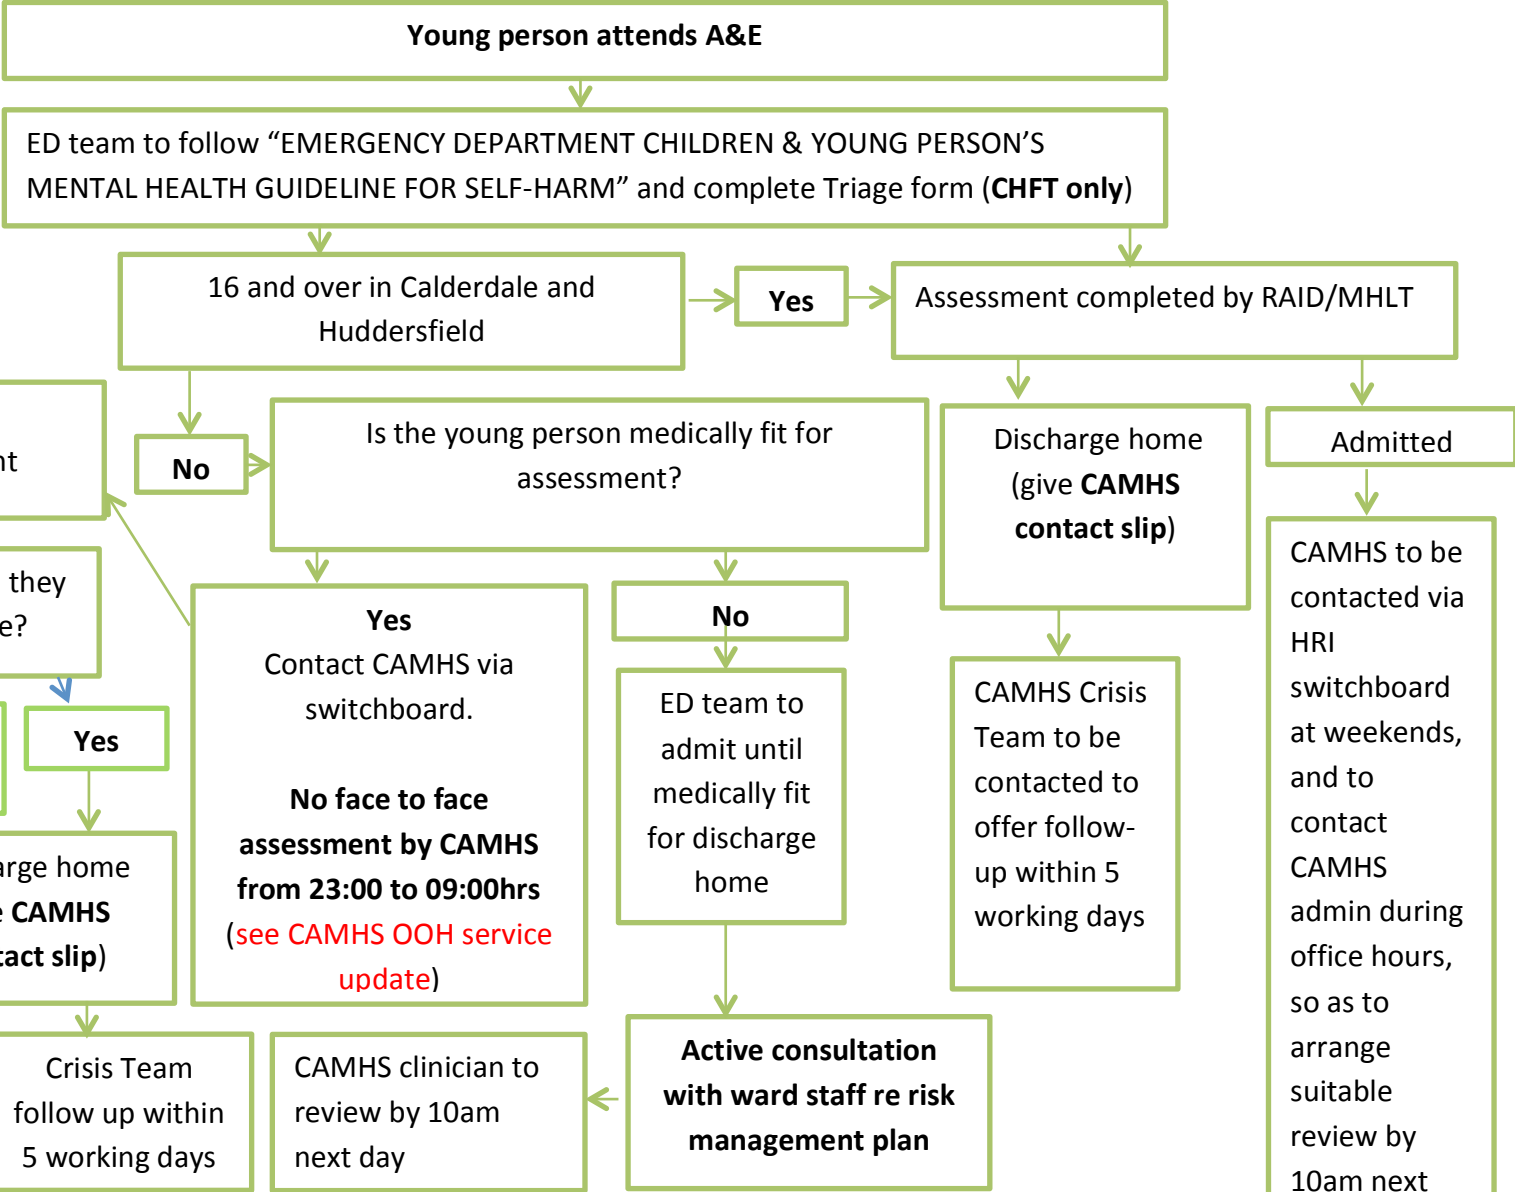 Young person attends A&E
ED team to follow “EMERGENCY DEPARTMENT CHILDREN & YOUNG PERSON’S
MENTAL HEALTH GUIDELINE FOR SELF-HARM” and complete Triage form (CHFT only)
16 and over in Calderdale and
Huddersfield
Yes
Assessment completed by RAID/MHLT
No
Is the young person medically fit for
assessment?
Discharge home
(give CAMHS
contact slip)
Admitted
they
Yes
Contact CAMHS via
switchboard.
No face to face
assessment by CAMHS
from 23:00 to 09:00hrs
(see CAMHS OOH service
update)
No
ED team to
admit until
medically fit
for discharge
home
CAMHS Crisis
Team to be
contacted to
offer follow-
up within 5
working days
CAMHS to be
contacted via
HRI
switchboard
at weekends,
and to
contact
CAMHS
admin during
office hours,
so as to
arrange
suitable
review by
10am next
Yes
home
CAMHS
slip)
Crisis Team
follow up within
5 working days
CAMHS clinician to
review by 10am
next day
Active consultation
with ward staff re risk
management plan